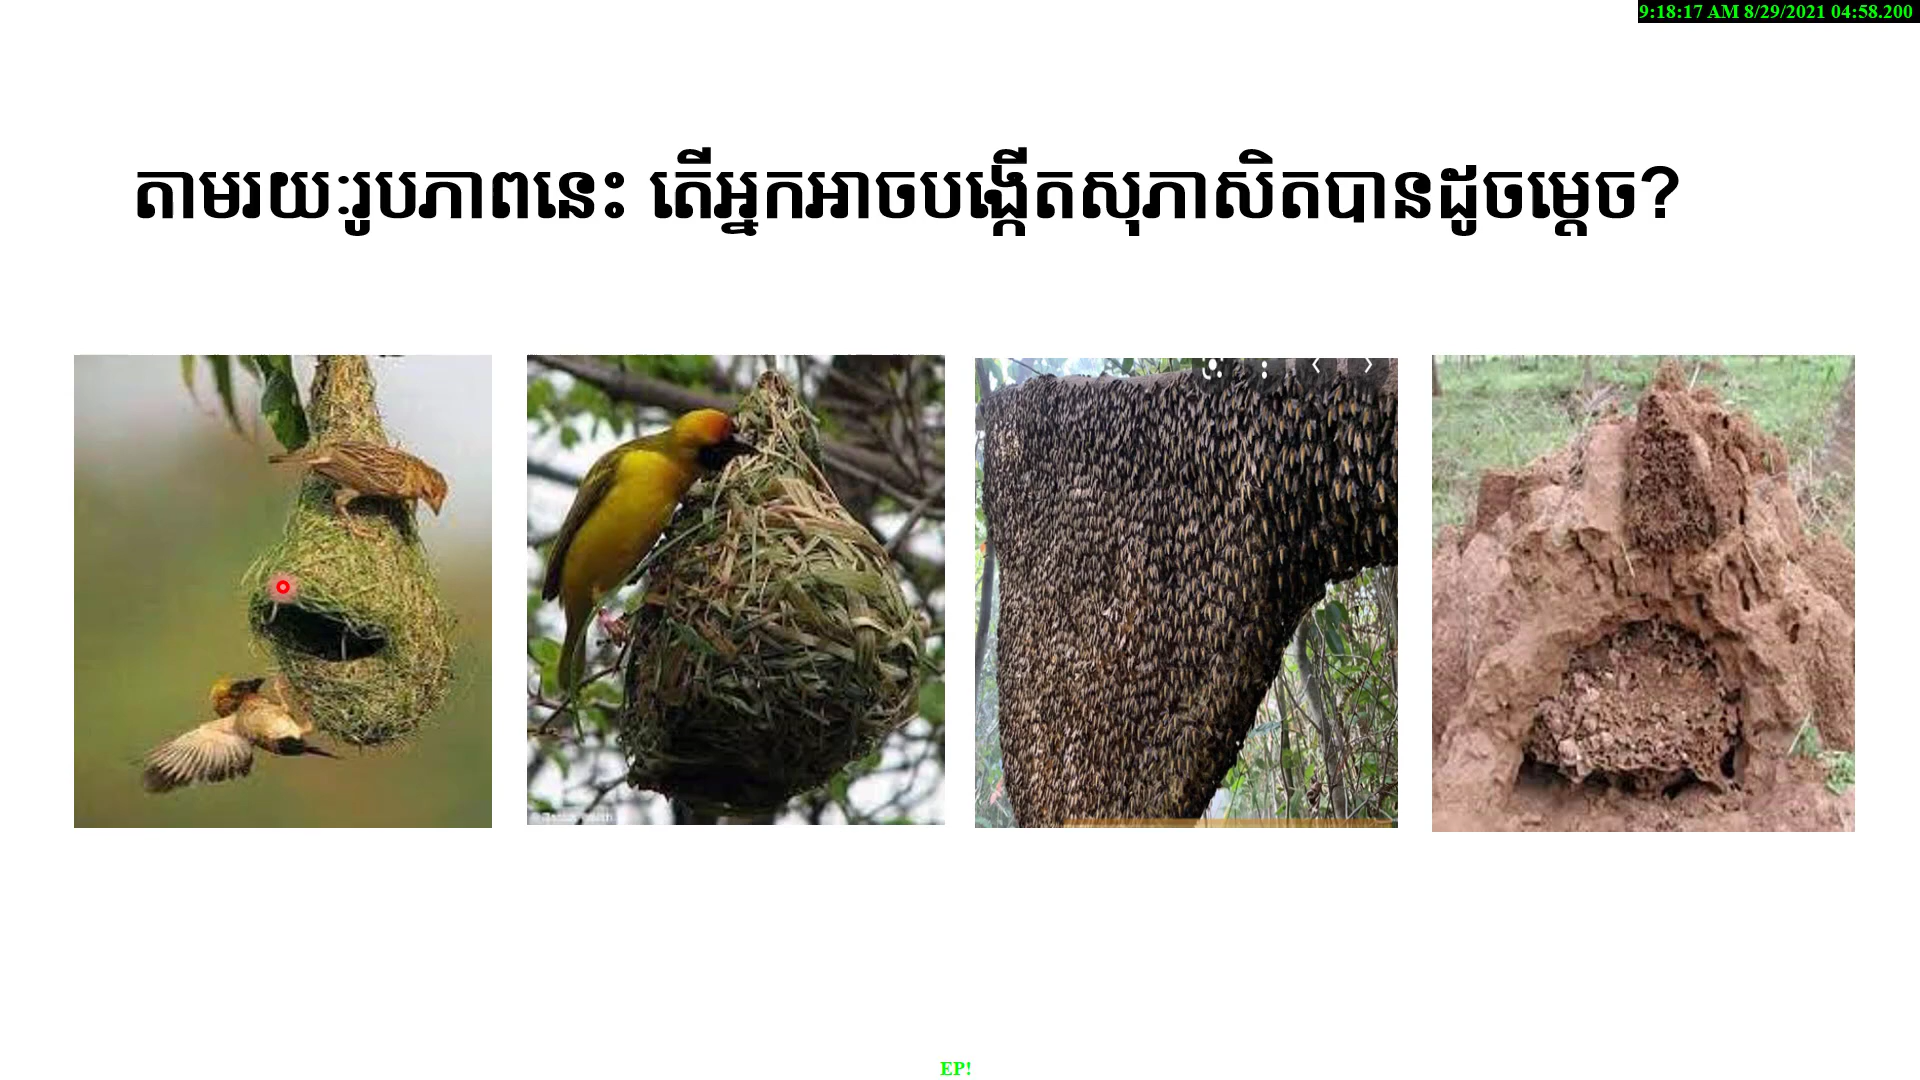 9:18:17 AM 8/29/2021 04:58.200
តាមរយៈរូបភាពនេះ តើអ្នកអាចបង្កើតសុភាសិតបានដូចម្តេច?
EP!